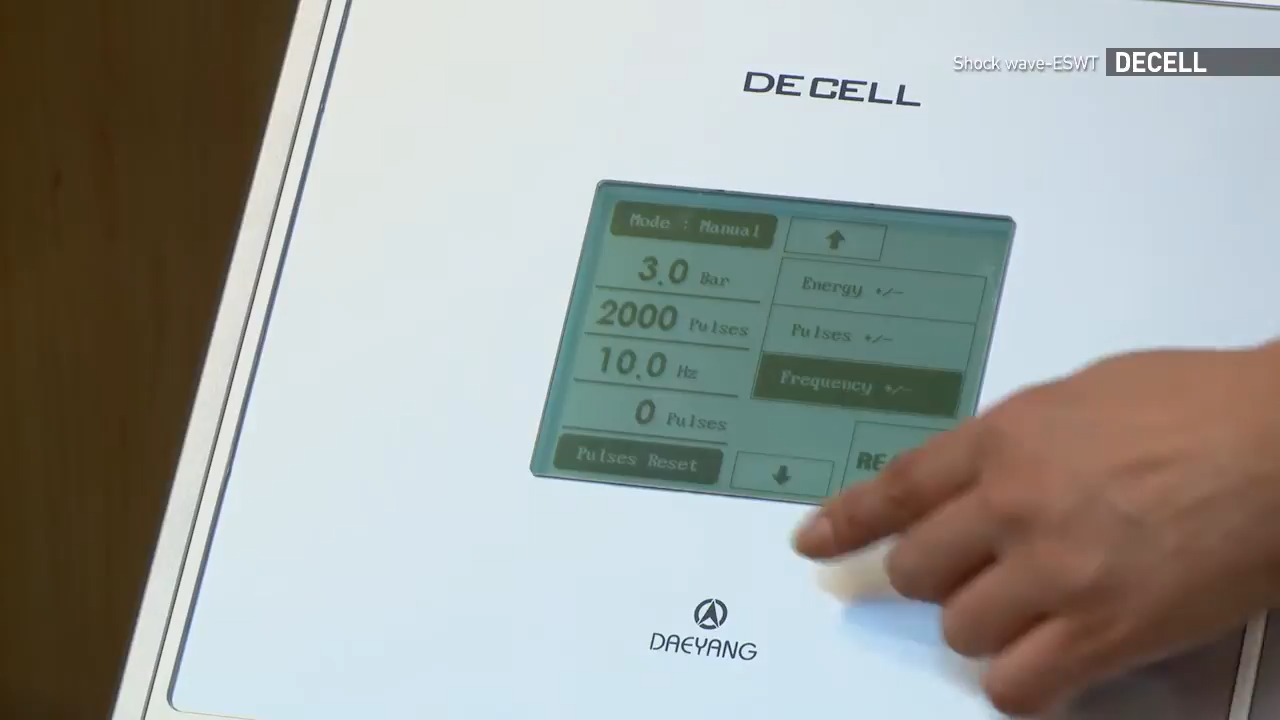 Shock wave-ESWT DECELL
DECELL
Mode : Manual
3.0 Bar
Energy +/-
2000 Pulses
Pulses +/-
10.0 Hz
Frequency +/-
0 Pulses
Pulses Reset
RE
DAEYANG